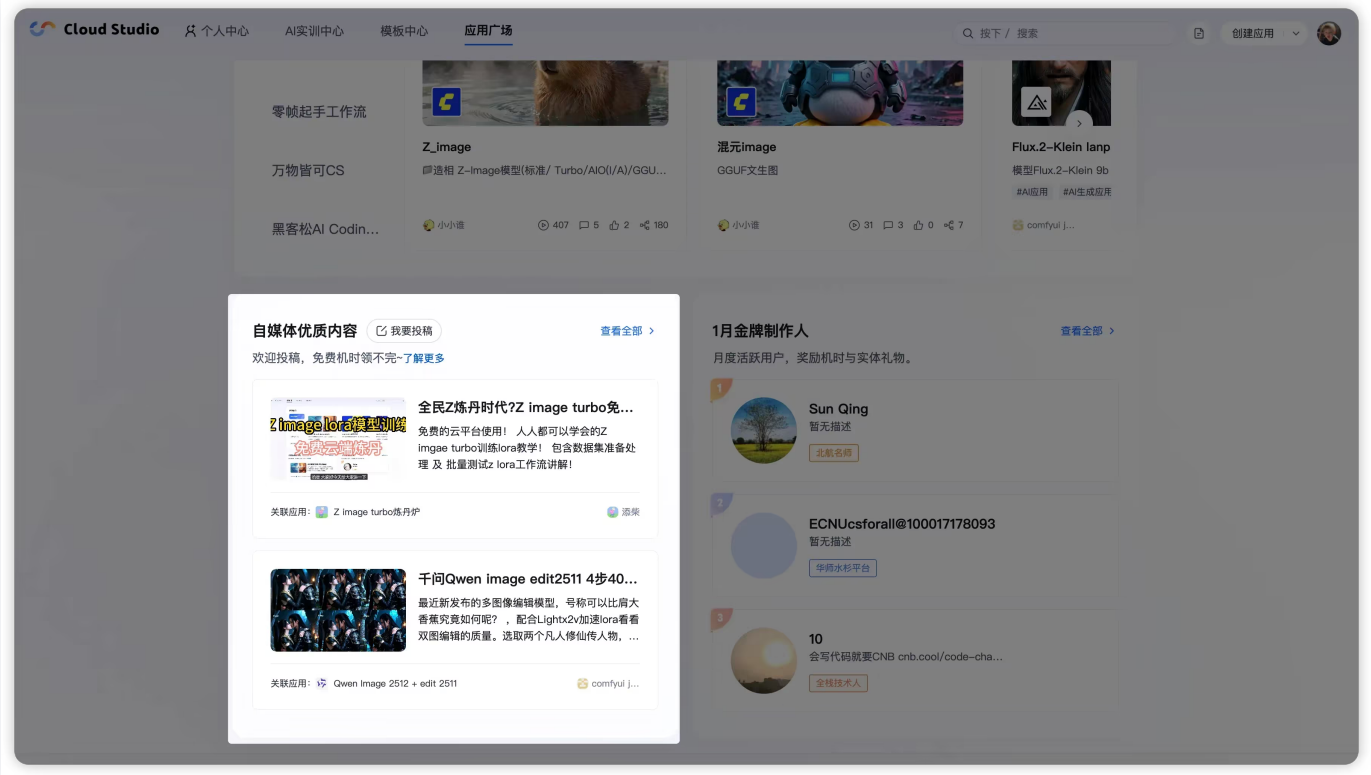 Cloud Studio
个人中心
AI实训中心
模板中心
应用广场
按下 / 搜索
创建应用
零帧起手工作流
万物皆可CS
黑客松AI Codin...
Z_image
造相 Z-Image模型(标准/ Turbo/AIO(I/A)/GGU...
小小谁
407
5
2
180
混元image
GGUF文生图
小小谁
31
3
0
7
Flux.2-Klein lanp
模型Flux.2-Klein 9b
#AI应用
#AI生成应用
comfyui j...
自媒体优质内容
我要投稿
查看全部
欢迎投稿，免费机时领不完~了解更多
Z image lora模型训练
免费云端炼丹
全民Z炼丹时代?Z image turbo免...
免费的云平台使用！ 人人都可以学会的Z
imgae turbo训练lora教学！ 包含数据集准备处
理 及 批量测试z lora工作流讲解！
关联应用：
Z image turbo炼丹炉
添柴
千问Qwen image edit2511 4步40...
最近新发布的多图像编辑模型，号称可以比肩大
香蕉究竟如何呢？ ，配合Lightx2v加速lora看看
双图编辑的质量。选取两个凡人修仙传人物，...
关联应用：
Qwen Image 2512 + edit 2511
comfyui j...
1月金牌制作人
查看全部
月度活跃用户，奖励机时与实体礼物。
1
Sun Qing
暂无描述
北航名师
2
ECNUcsforall@100017178093
暂无描述
华师水杉平台
3
10
会写代码就要CNB cnb.cool/code-cha...
全栈技术人